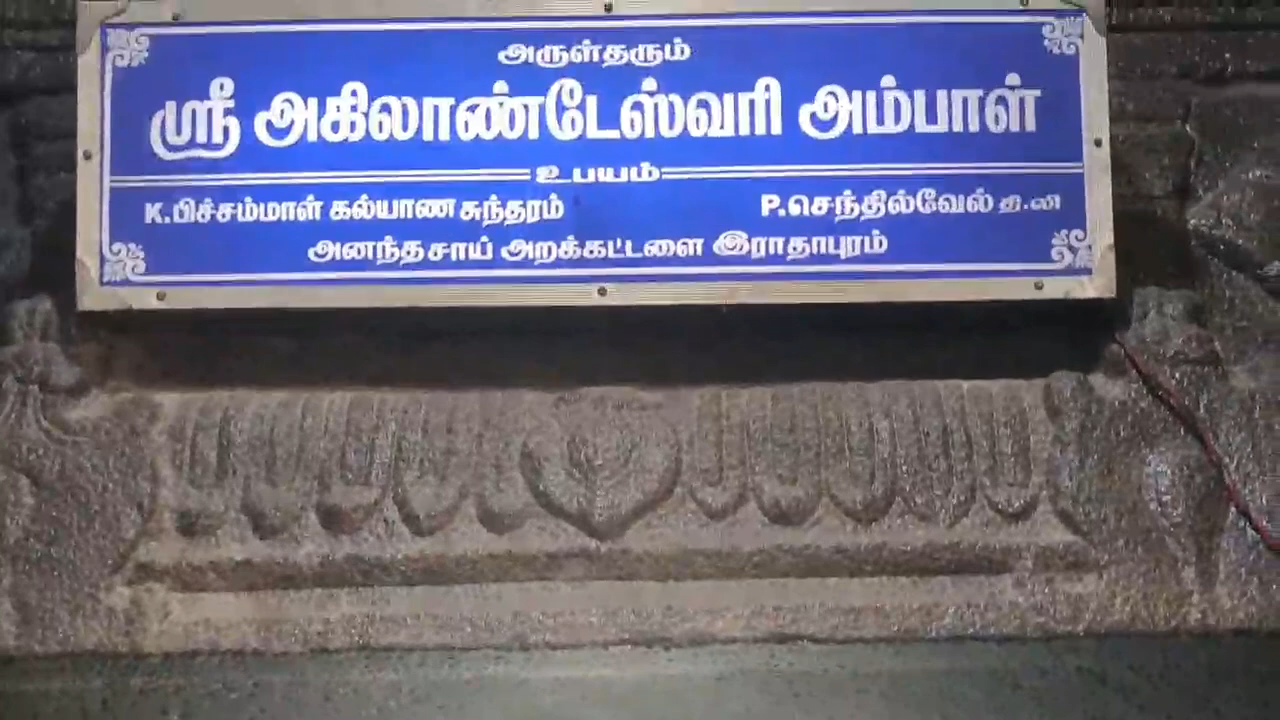 அருள்தரும்
ஸ்ரீ அகிலாண்டேஸ்வரி அம்பாள்
உபயம்
K.பிச்சம்மாள் கல்யாண சுந்தரம் P.செந்தில்வேல்
அனந்தசாய் அறக்கட்டளை இராதாபுரம்